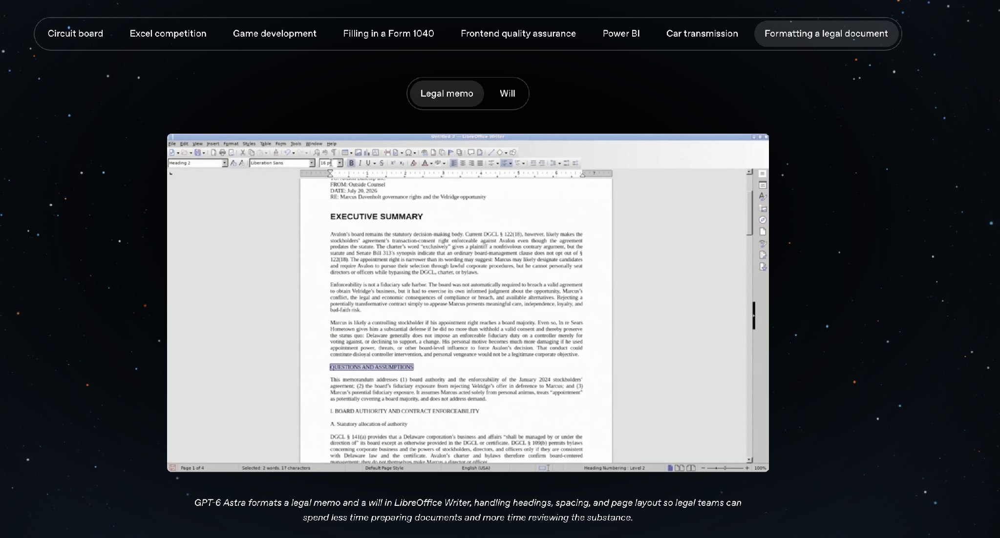 Circuit board
Excel competition
Game development
Filling in a Form 1040
Frontend quality assurance
Power BI
Car transmission
Formatting a legal document
Legal memo
Will
Untitled 3 — LibreOffice Writer
File Edit View Insert Format Styles Table Form Tools Window Help
Heading 2
Liberation Sans
16 pt
1 2 3 4 5 6 7
TO: Avalon Bancorp Inc.
FROM: Outside Counsel
DATE: July 20, 2026
RE: Marcus Davenholt governance rights and the Velridge opportunity
EXECUTIVE SUMMARY
Avalon’s board remains the statutory decision-making body. Current DGCL § 122(18), however, likely makes the
stockholders’ agreement’s transaction-consent right enforceable against Avalon even though the agreement
predates the statute. The charter’s word “exclusively” gives a plaintiff a nonfrivolous contrary argument, but the
statute and Senate Bill 313’s synopsis indicate that an ordinary board-management clause does not opt out of §
122(18). The appointment right is narrower than its wording may suggest: Marcus may likely designate candidates
and require Avalon to pursue their selection through lawful corporate procedures, but he cannot personally seat
directors or officers while bypassing the DGCL, charter, or bylaws.
Enforceability is not a fiduciary safe harbor. The board was not automatically required to breach a valid agreement
to obtain Velridge’s business, but it had to exercise its own informed judgment about the opportunity, Marcus’s
conflict, the legal and economic consequences of compliance or breach, and available alternatives. Rejecting a
potentially transformative contract simply to appease Marcus presents meaningful care, independence, loyalty, and
bad-faith risk.
Marcus is likely a controlling stockholder if his appointment right reaches a board majority. Even so, In re Sears
Hometown gives him a substantial defense if he did no more than withhold a valid consent and thereby preserve
the status quo: Delaware generally does not impose an enforceable fiduciary duty on a controller merely for
voting against, or declining to support, a change. His personal motive becomes much more damaging if he used
appointment power, threats, or other board-level influence to force Avalon’s decision. That conduct could
constitute disloyal controller intervention, and personal vengeance would not be a legitimate corporate objective.
QUESTIONS AND ASSUMPTIONS
This memorandum addresses (1) board authority and the enforceability of the January 2024 stockholders’
agreement; (2) the board’s fiduciary exposure from rejecting Velridge’s offer in deference to Marcus; and (3)
Marcus’s potential fiduciary exposure. It assumes Marcus acted solely from personal animus, treats “appointment”
as potentially covering a board majority, and does not address demand.
I. BOARD AUTHORITY AND CONTRACT ENFORCEABILITY
A. Statutory allocation of authority
DGCL § 141(a) provides that a Delaware corporation’s business and affairs “shall be managed by or under the
direction of” its board except as otherwise provided in the DGCL or certificate. DGCL § 109(b) permits bylaws
concerning corporate business and the powers of stockholders, directors, and officers only if they are consistent
with Delaware law and the certificate. Avalon’s charter and bylaws therefore confirm board-centered
management; they do not themselves make Marcus a director or officer.
Page 1 of 4
Selected: 2 words, 17 characters
Default Page Style
English (USA)
Heading Numbering : Level 2
100%
GPT-6 Astra formats a legal memo and a will in LibreOffice Writer, handling headings, spacing, and page layout so legal teams can
spend less time preparing documents and more time reviewing the substance.